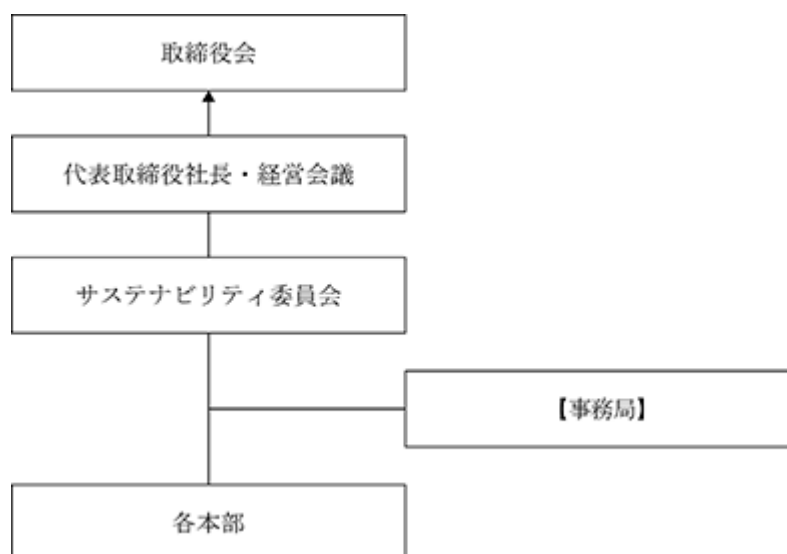 取締役会
代表取締役社長・経営会議
サステナビリティ委員会
【事務局】
各本部